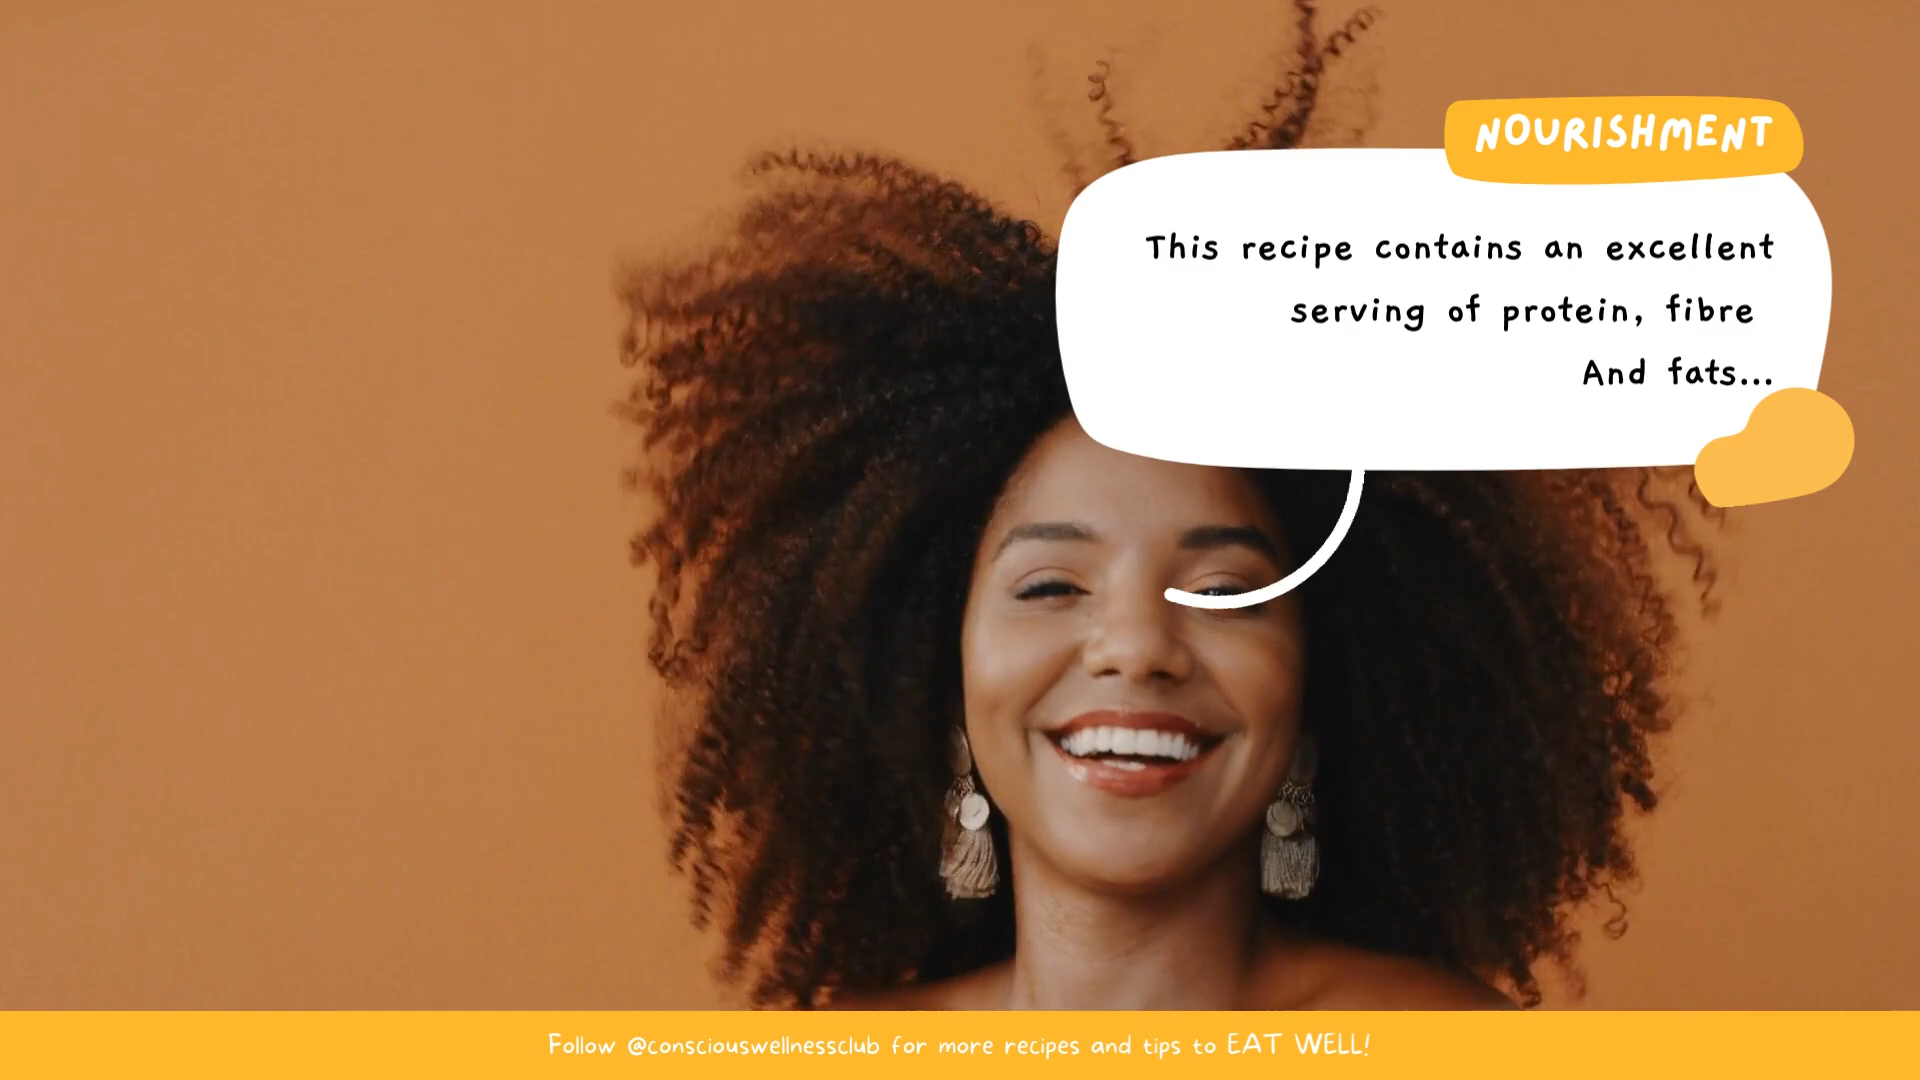 NOURISHMENT
This recipe contains an excellent
serving of protein, fibre
And fats...
Follow @consciouswellnessclub for more recipes and tips to EAT WELL!